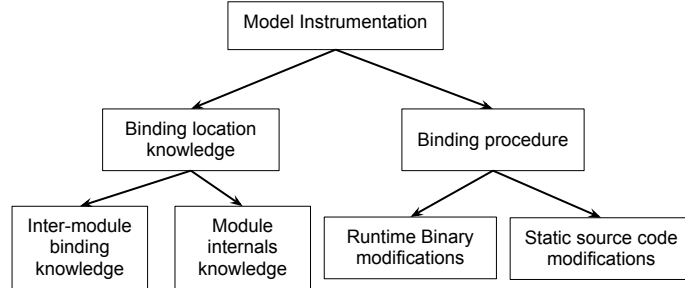 Model Instrumentation
Binding location
knowledge
Binding procedure
Inter-module
binding
knowledge
Module
internals
knowledge
Runtime Binary
modifications
Static source code
modifications